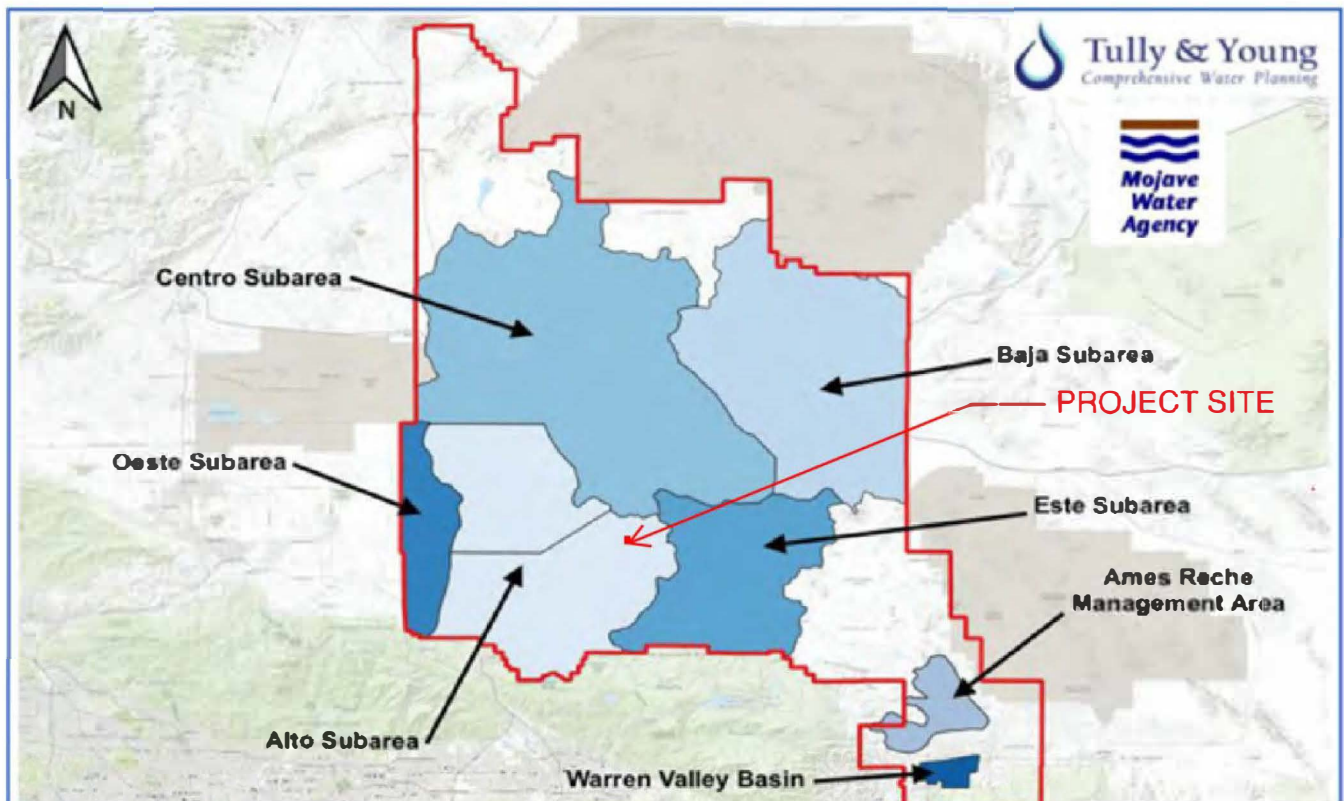 N
Tully & Young
Comprehensive Water Planning
Mojave
Water
Agency
Centro Subarea
Baja Subarea
PROJECT SITE
Oeste Subarea
Este Subarea
Ames Reche
Management Area
Alto Subarea
Warren Valley Basin